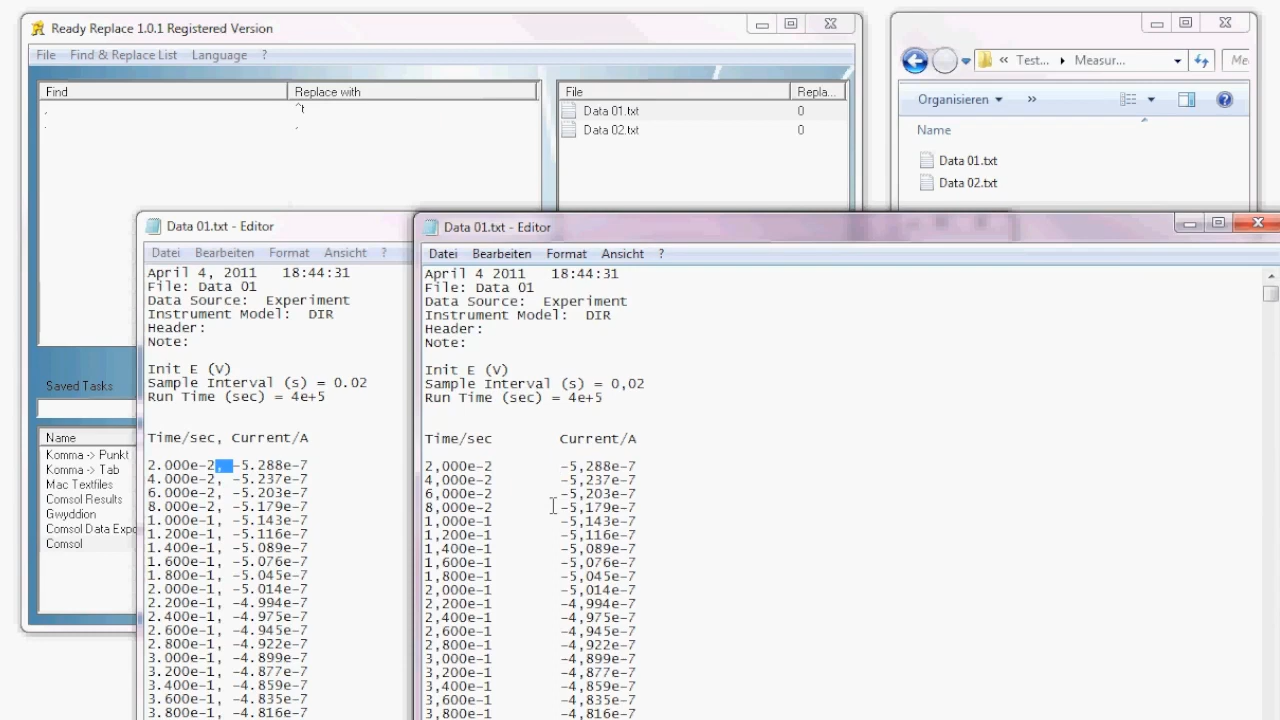 Ready Replace 1.0.1 Registered Version
File Find & Replace List Language ?
Find Replace with
, ^t
. ,
File Repla...
Data 01.txt 0
Data 02.txt 0
« Test... Measur... Me
Organisieren »
Name
Data 01.txt
Data 02.txt
Saved Tasks
Name
Komma -> Punkt
Komma -> Tab
Mac Textfiles
Comsol Results
Gwyddion
Comsol Data Expo
Comsol
Data 01.txt - Editor
Datei Bearbeiten Format Ansicht ?
April 4, 2011 18:44:31
File: Data 01
Data Source: Experiment
Instrument Model: DIR
Header:
Note:
Init E (V)
Sample Interval (s) = 0.02
Run Time (sec) = 4e+5
Time/sec, Current/A
2.000e-2, -5.288e-7
4.000e-2, -5.237e-7
6.000e-2, -5.203e-7
8.000e-2, -5.179e-7
1.000e-1, -5.143e-7
1.200e-1, -5.116e-7
1.400e-1, -5.089e-7
1.600e-1, -5.076e-7
1.800e-1, -5.045e-7
2.000e-1, -5.014e-7
2.200e-1, -4.994e-7
2.400e-1, -4.975e-7
2.600e-1, -4.945e-7
2.800e-1, -4.922e-7
3.000e-1, -4.899e-7
3.200e-1, -4.877e-7
3.400e-1, -4.859e-7
3.600e-1, -4.835e-7
3.800e-1, -4.816e-7
Data 01.txt - Editor
Datei Bearbeiten Format Ansicht ?
April 4 2011 18:44:31
File: Data 01
Data Source: Experiment
Instrument Model: DIR
Header:
Note:
Init E (V)
Sample Interval (s) = 0,02
Run Time (sec) = 4e+5
Time/sec Current/A
2,000e-2 -5,288e-7
4,000e-2 -5,237e-7
6,000e-2 -5,203e-7
8,000e-2 -5,179e-7
1,000e-1 -5,143e-7
1,200e-1 -5,116e-7
1,400e-1 -5,089e-7
1,600e-1 -5,076e-7
1,800e-1 -5,045e-7
2,000e-1 -5,014e-7
2,200e-1 -4,994e-7
2,400e-1 -4,975e-7
2,600e-1 -4,945e-7
2,800e-1 -4,922e-7
3,000e-1 -4,899e-7
3,200e-1 -4,877e-7
3,400e-1 -4,859e-7
3,600e-1 -4,835e-7
3,800e-1 -4,816e-7